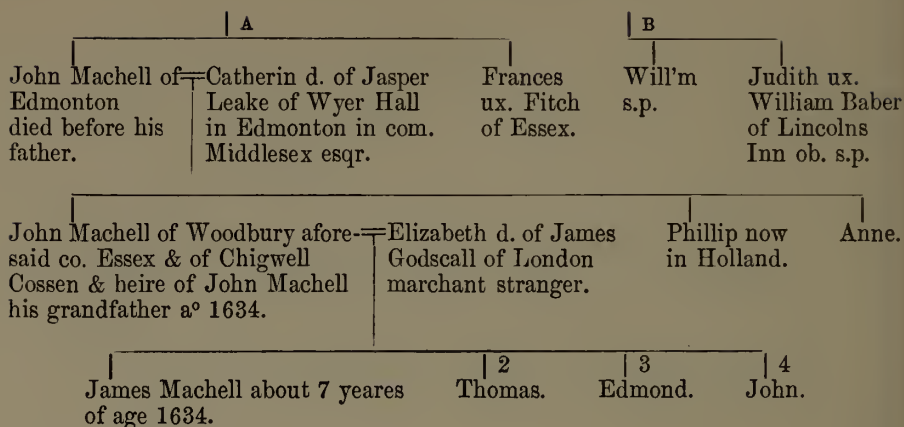 A
B
John Machell of
Edmonton
died before his
father.
Catherin d. of Jasper
Leake of Wyer Hall
in Edmonton in com.
Middlesex esqr.
Frances
ux. Fitch
of Essex.
Will'm
s.p.
Judith ux.
William Baber
of Lincolns
Inn ob. s.p.
John Machell of Woodbury afore-
said co. Essex & of Chigwell
Cossen & heire of John Machell
his grandfather aº 1634.
Elizabeth d. of James
Godscall of London
marchant stranger.
Phillip now
in Holland.
Anne.
James Machell about 7 yeares
of age 1634.
2
Thomas.
3
Edmond.
4
John.